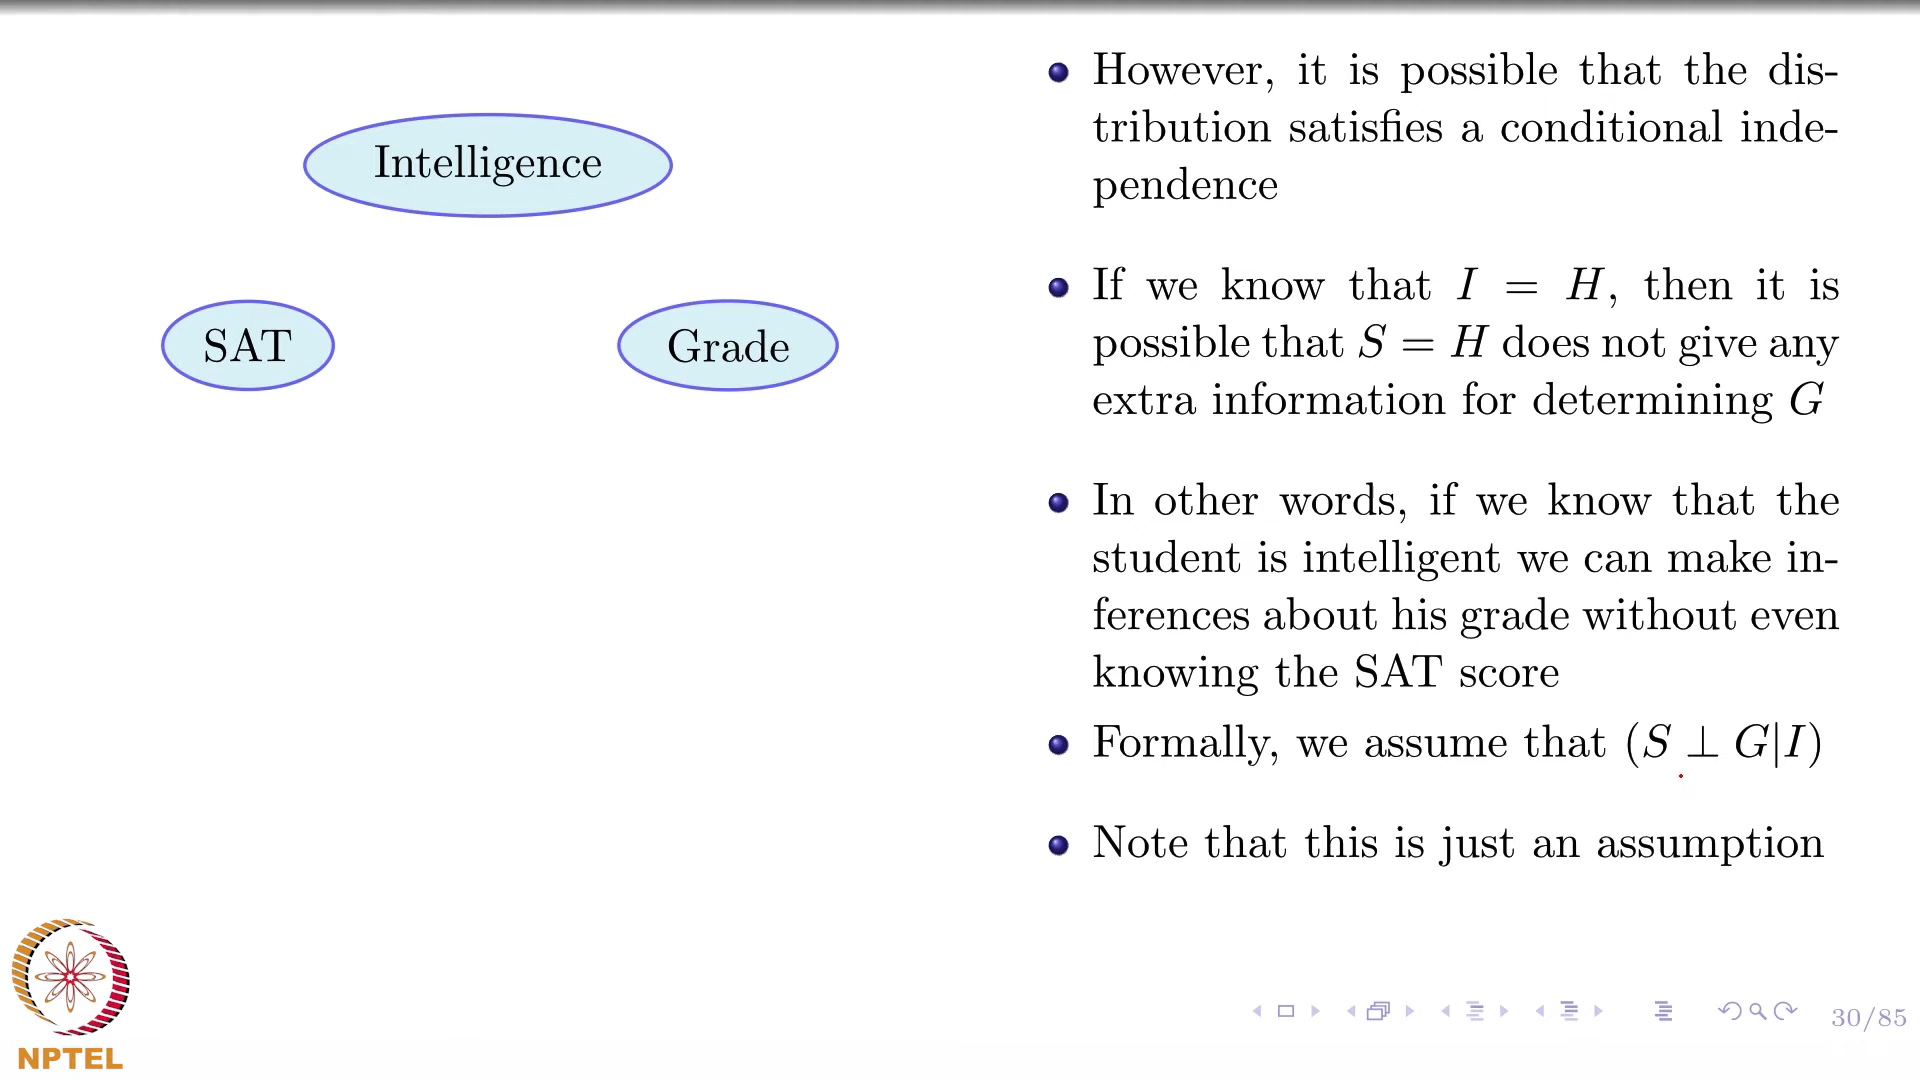 Intelligence
SAT
Grade
However, it is possible that the dis-
tribution satisfies a conditional inde-
pendence
If we know that I = H, then it is
possible that S = H does not give any
extra information for determining G
In other words, if we know that the
student is intelligent we can make in-
ferences about his grade without even
knowing the SAT score
Formally, we assume that (S ⊥ G|I)
Note that this is just an assumption
NPTEL
30/85